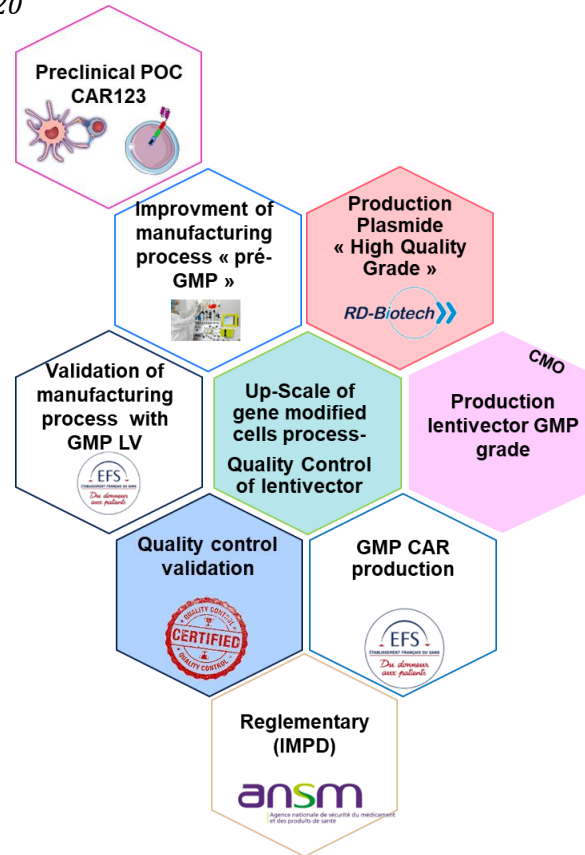 20
Preclinical POC
CAR123
Improvment of
manufacturing
process « pré-
GMP »
Production
Plasmide
« High Quality
Grade »
RD-Biotech
Validation of
manufacturing
process with
GMP LV
EFS
ÉTABLISSEMENT FRANÇAIS DU SANG
Du donneur
aux patients
Up-Scale of
gene modified
cells process-
Quality Control
of lentivector
CMO
Production
lentivector GMP
grade
Quality control
validation
QUALITY CONTROL
CERTIFIED
QUALITY CONTROL
GMP CAR
production
EFS
ÉTABLISSEMENT FRANÇAIS DU SANG
Du donneur
aux patients
Reglementary
(IMPD)
ansm
Agence nationale de sécurité du médicament
et des produits de santé